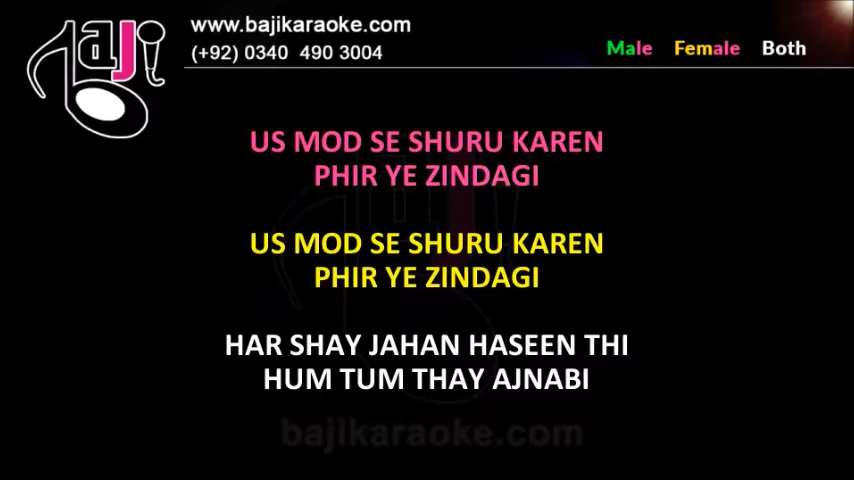 BAJI
www.bajikaraoke.com
(+92) 0340 490 3004
Male Female Both
US MOD SE SHURU KAREN
PHIR YE ZINDAGI
US MOD SE SHURU KAREN
PHIR YE ZINDAGI
HAR SHAY JAHAN HASEEN THI
HUM TUM THAY AJNABI
bajikaraoke.com